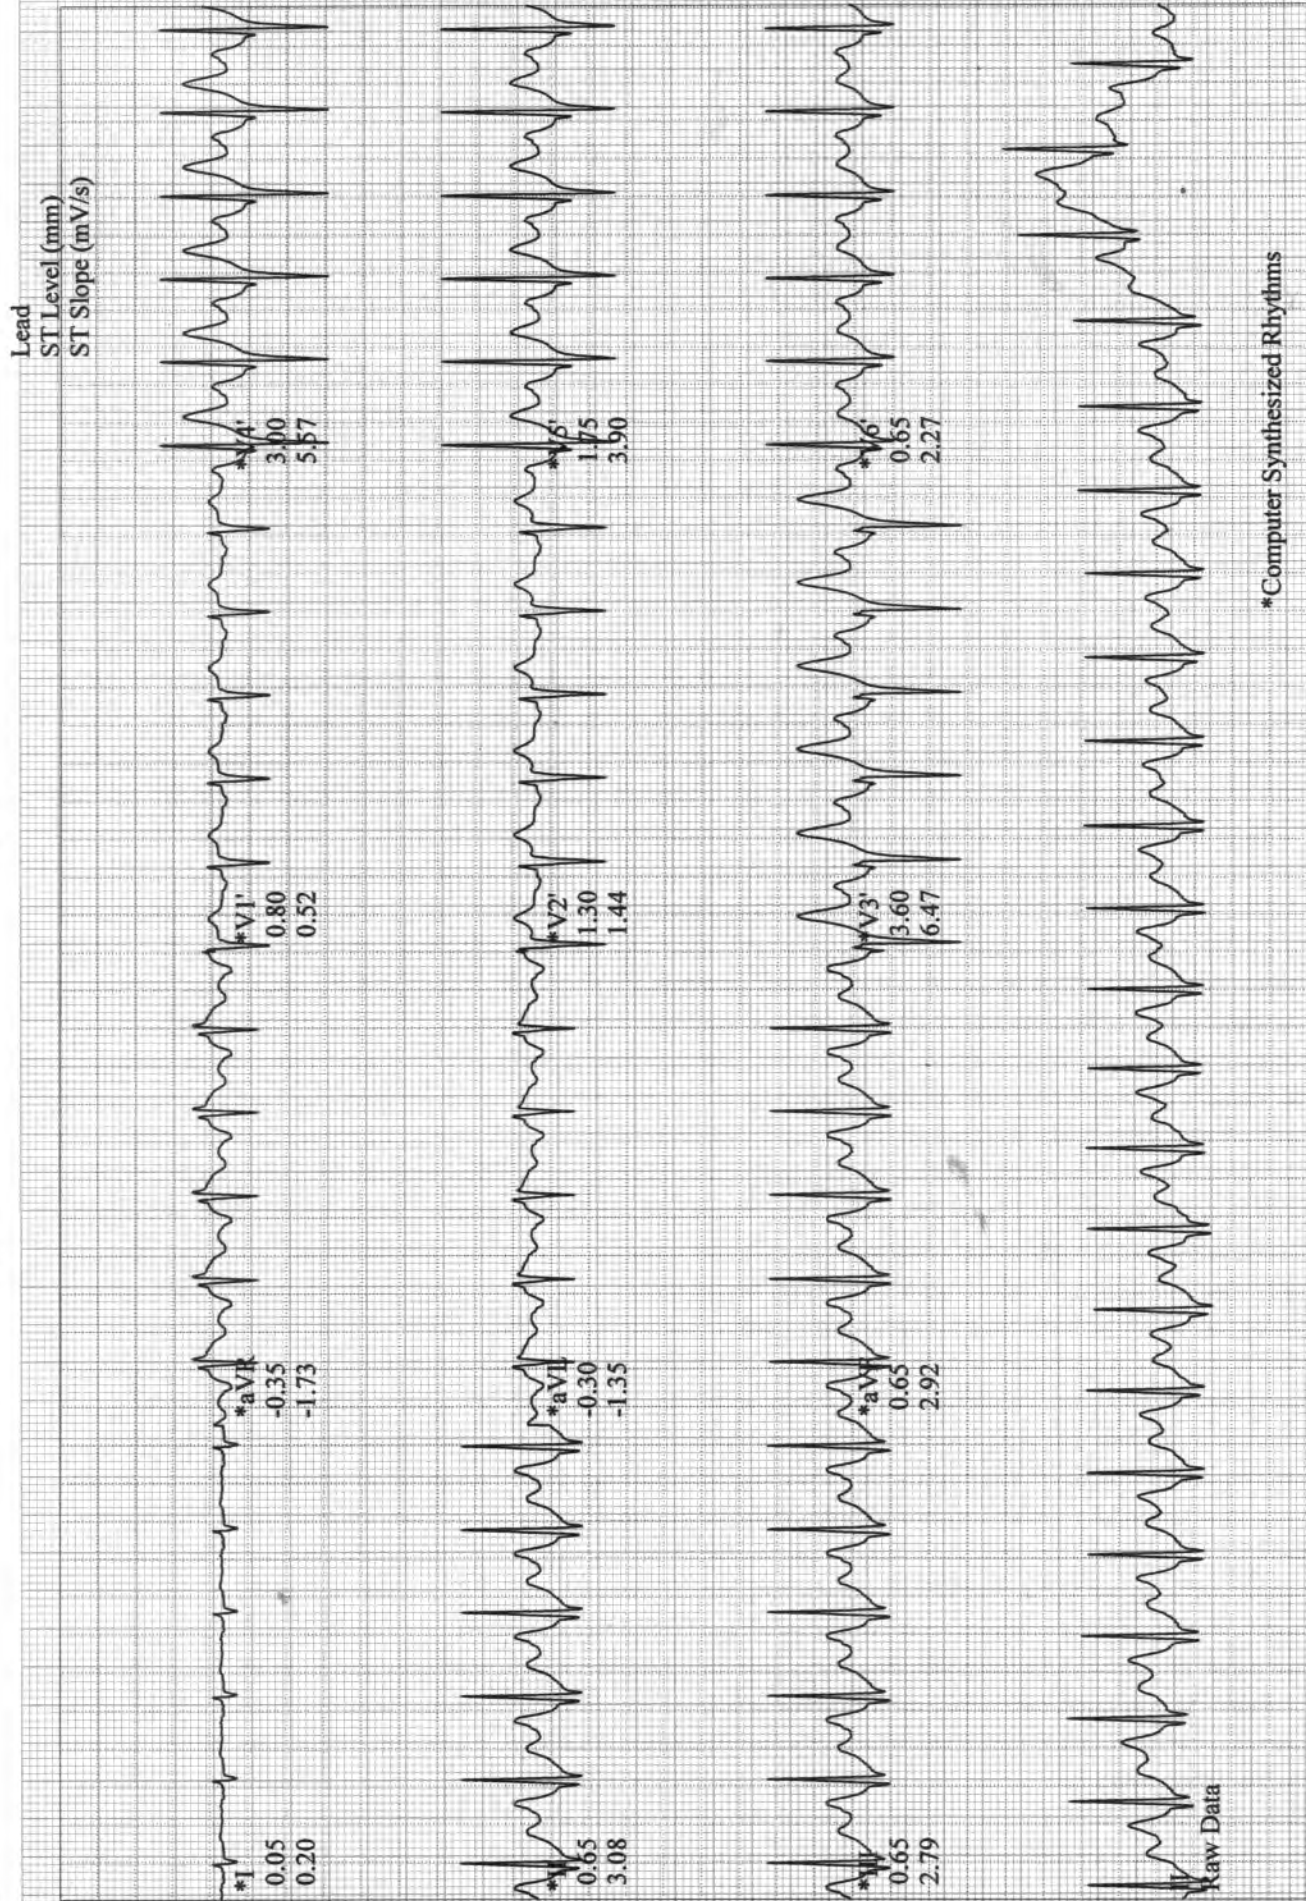 Lead
ST Level (mm)
ST Slope (mV/s)
*I
0.05
0.20
*aVR
-0.35
-1.73
*V1'
0.80
0.52
*V4'
3.00
5.57
*II
0.65
3.08
*aVL
-0.30
-1.35
*V2'
1.30
1.44
*V5'
1.75
3.90
*III
0.65
2.79
*aVF
0.65
2.92
*V3'
3.60
6.47
*V6'
0.65
2.27
II
Raw Data
*Computer Synthesized Rhythms